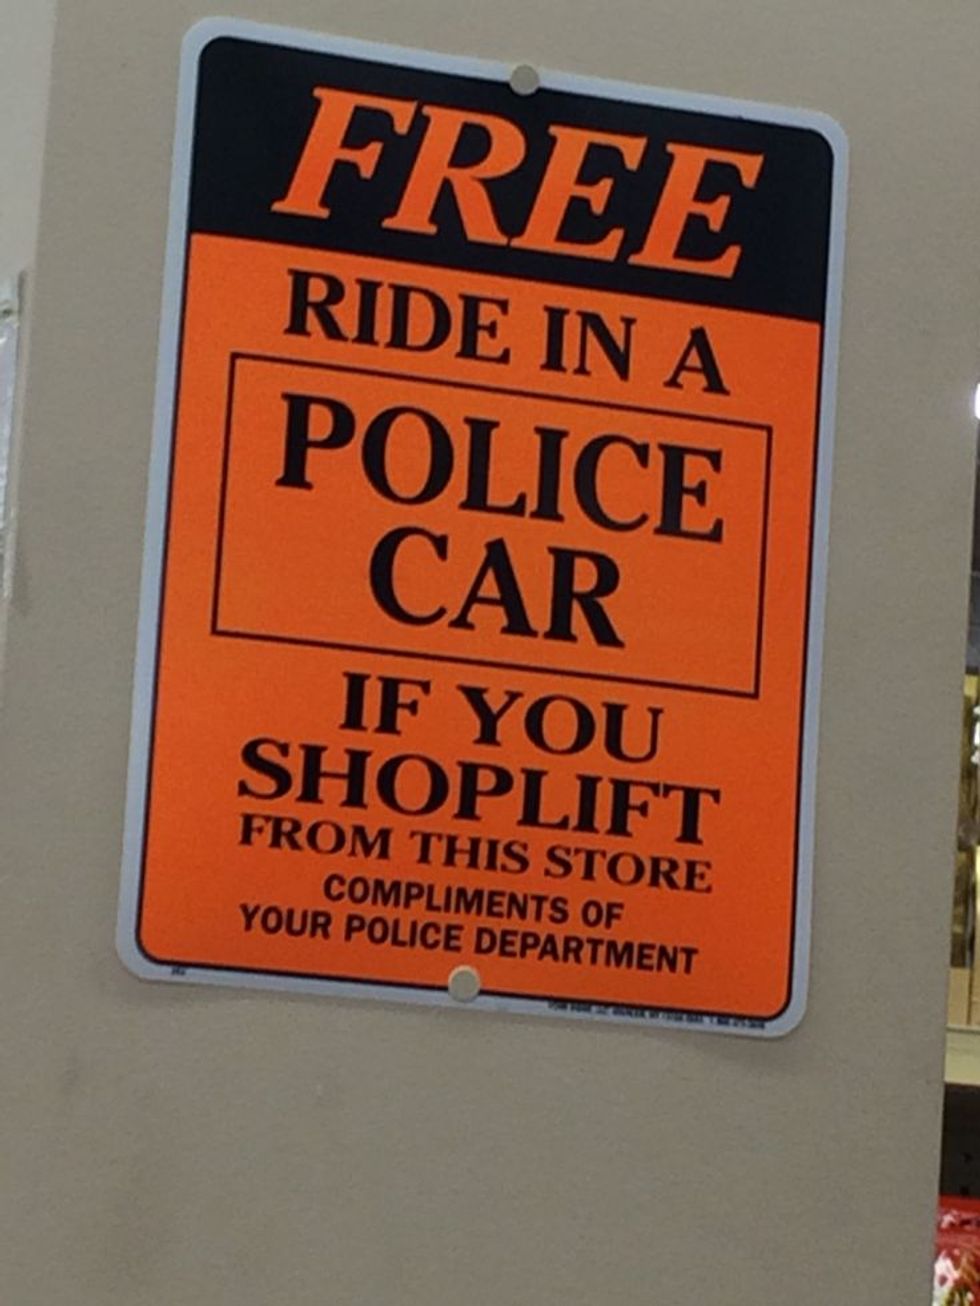 FREE
RIDE IN A
POLICE
CAR
IF YOU
SHOPLIFT
FROM THIS STORE
COMPLIMENTS OF
YOUR POLICE DEPARTMENT